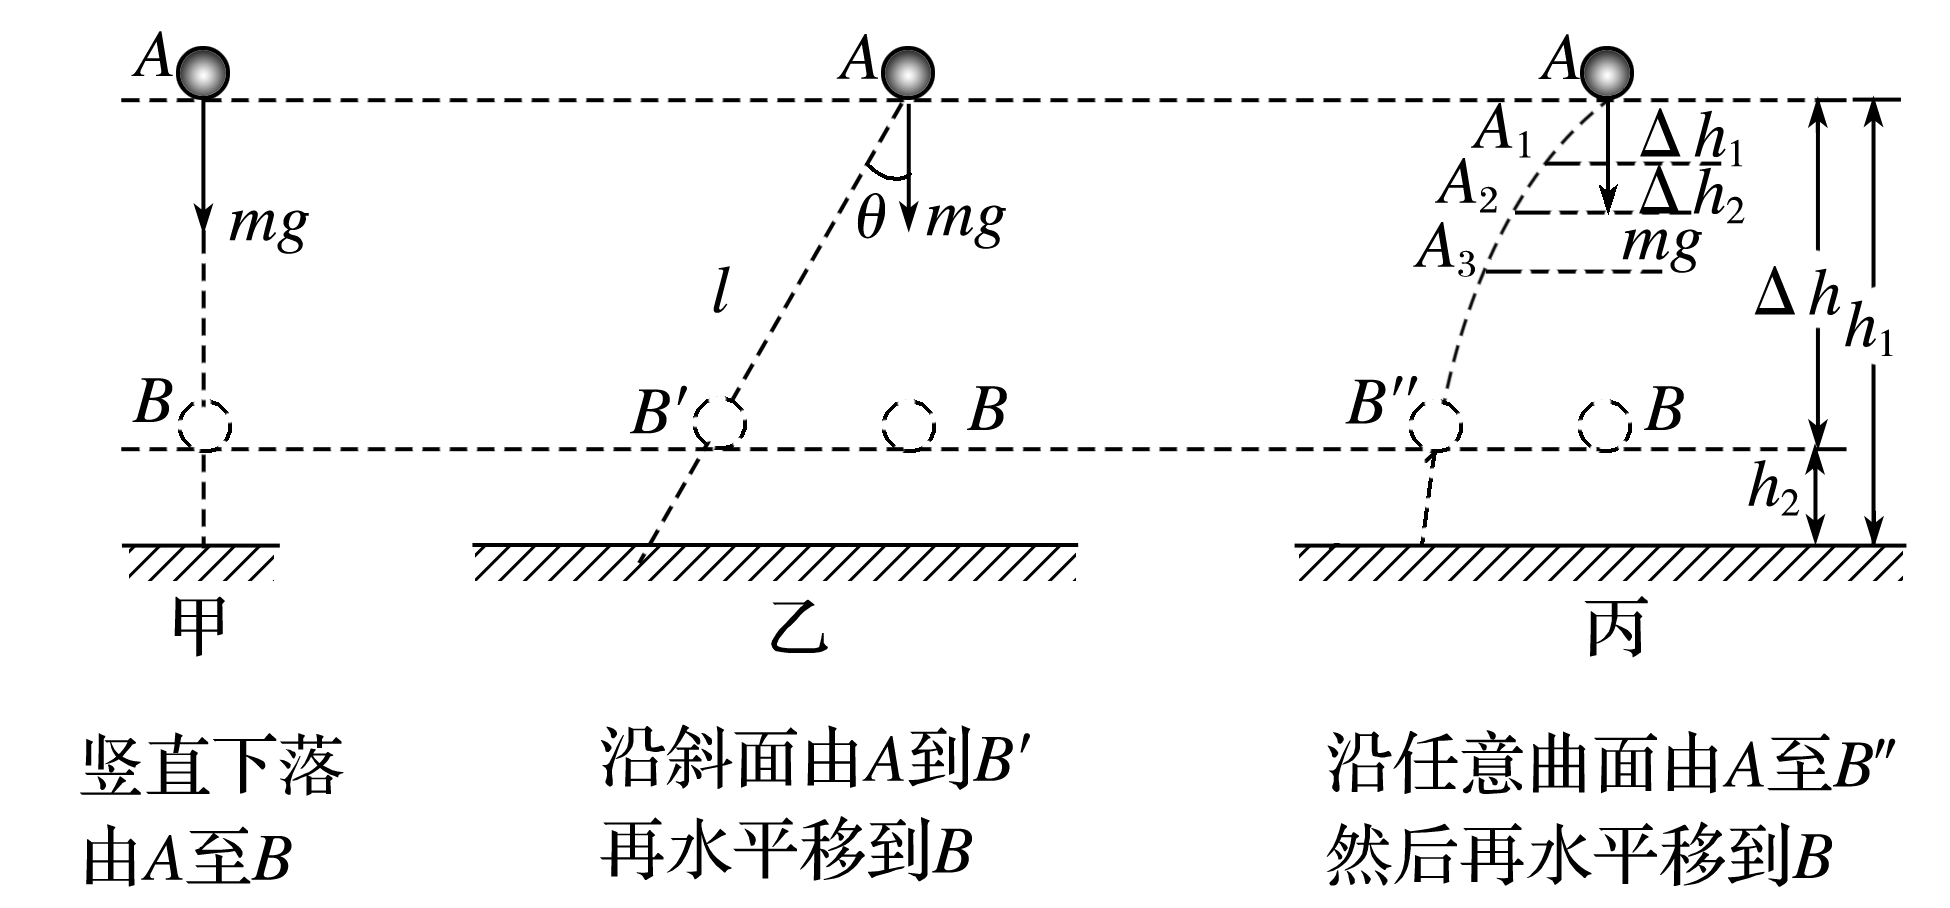 A
A
A
A₁
Δh₁
A₂
Δh₂
mg
mg
θ
mg
A₃
l
Δh
h₁
B
B′
B
B″
B
h₂
甲
乙
丙
竖直下落
由A至B
沿斜面由A到B′
再水平移到B
沿任意曲面由A至B″
然后再水平移到B